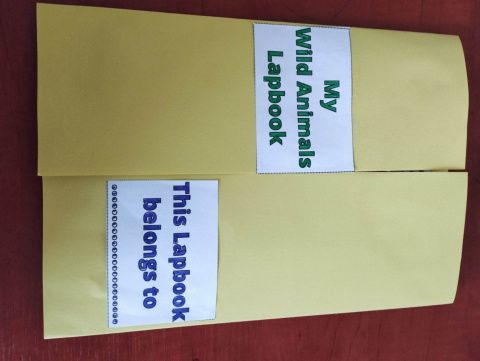 My
Wild Animals
Lapbook
This Lapbook
belongs to